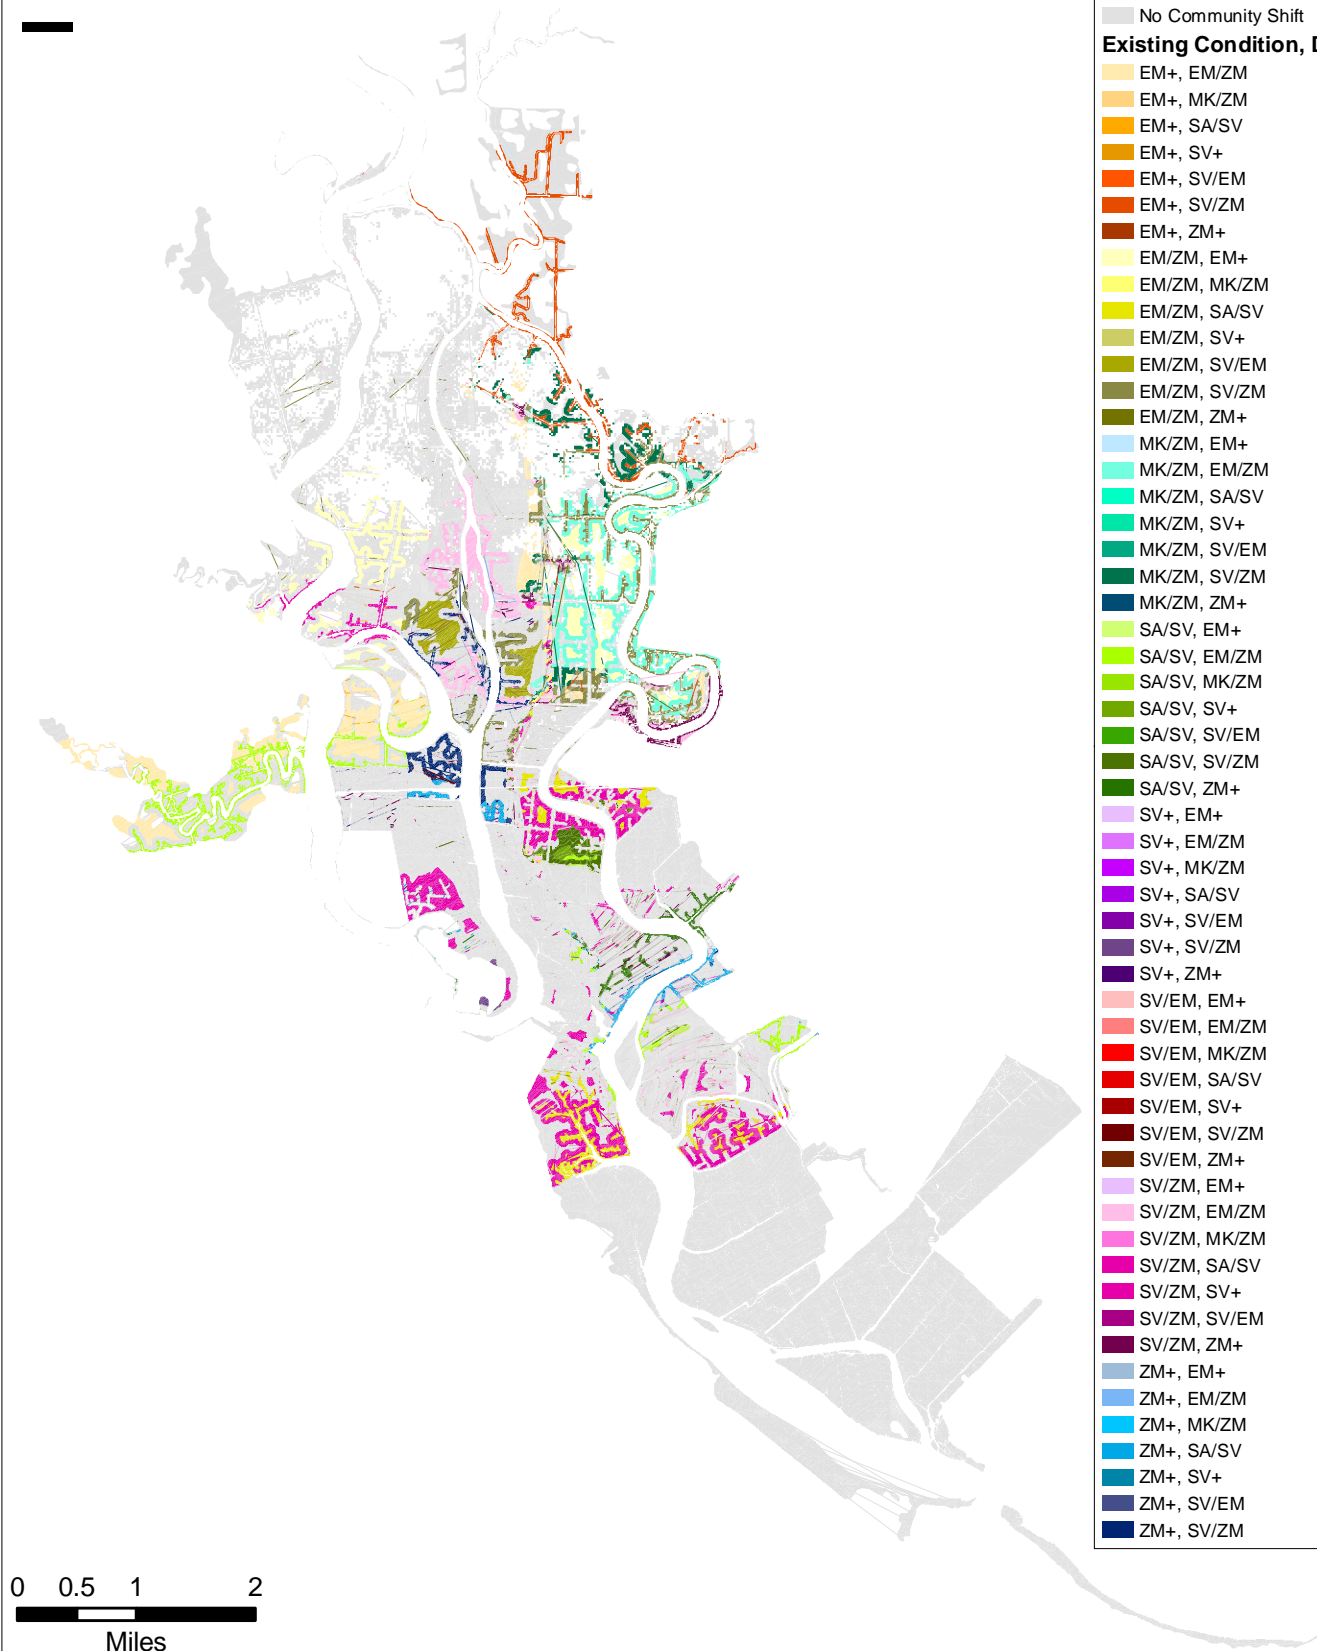 No Community Shift
Existing Condition, D
EM+, EM/ZM
EM+, MK/ZM
EM+, SA/SV
EM+, SV+
EM+, SV/EM
EM+, SV/ZM
EM+, ZM+
EM/ZM, EM+
EM/ZM, MK/ZM
EM/ZM, SA/SV
EM/ZM, SV+
EM/ZM, SV/EM
EM/ZM, SV/ZM
EM/ZM, ZM+
MK/ZM, EM+
MK/ZM, EM/ZM
MK/ZM, SA/SV
MK/ZM, SV+
MK/ZM, SV/EM
MK/ZM, SV/ZM
MK/ZM, ZM+
SA/SV, EM+
SA/SV, EM/ZM
SA/SV, MK/ZM
SA/SV, SV+
SA/SV, SV/EM
SA/SV, SV/ZM
SA/SV, ZM+
SV+, EM+
SV+, EM/ZM
SV+, MK/ZM
SV+, SA/SV
SV+, SV/EM
SV+, SV/ZM
SV+, ZM+
SV/EM, EM+
SV/EM, EM/ZM
SV/EM, MK/ZM
SV/EM, SA/SV
SV/EM, SV+
SV/EM, SV/ZM
SV/EM, ZM+
SV/ZM, EM+
SV/ZM, EM/ZM
SV/ZM, MK/ZM
SV/ZM, SA/SV
SV/ZM, SV+
SV/ZM, SV/EM
SV/ZM, ZM+
ZM+, EM+
ZM+, EM/ZM
ZM+, MK/ZM
ZM+, SA/SV
ZM+, SV+
ZM+, SV/EM
ZM+, SV/ZM
0 0.5 1 2
Miles